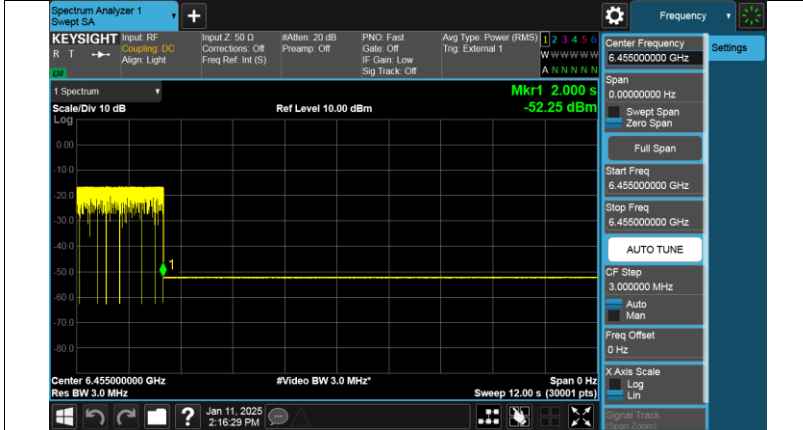 Spectrum Analyzer 1
Swept SA
+
Frequency
KEYSIGHT
R T
LXI
Input: RF
Coupling: DC
Align: Light
Input Z: 50 Ω
Corrections: Off
Freq Ref: Int (S)
#Atten: 20 dB
Preamp: Off
PNO: Fast
Gate: Off
IF Gain: Low
Sig Track: Off
Avg Type: Power (RMS)
Trig: External 1
1 2 3 4 5 6
W W W W W W
A N N N N N
1 Spectrum
Scale/Div 10 dB
Log
Ref Level 10.00 dBm
Mkr1 2.000 s
-52.25 dBm
0.00
-10.0
-20.0
-30.0
-40.0
-50.0
-60.0
-70.0
-80.0
1
Center 6.455000000 GHz
Res BW 3.0 MHz
#Video BW 3.0 MHz*
Span 0 Hz
Sweep 12.00 s (30001 pts)
?
Jan 11, 2025
2:16:29 PM
Center Frequency
6.455000000 GHz
Span
0.00000000 Hz
Swept Span
Zero Span
Full Span
Start Freq
6.455000000 GHz
Stop Freq
6.455000000 GHz
AUTO TUNE
CF Step
3.000000 MHz
Auto
Man
Freq Offset
0 Hz
X Axis Scale
Log
Lin
Signal Track
(Span Zoom)
Settings